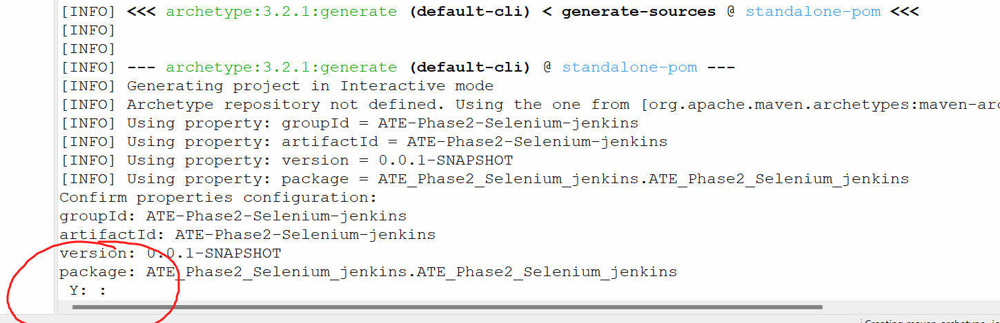 [INFO] <<< archetype:3.2.1:generate (default-cli) < generate-sources @ standalone-pom <<<
[INFO]
[INFO]
[INFO] --- archetype:3.2.1:generate (default-cli) @ standalone-pom ---
[INFO] Generating project in Interactive mode
[INFO] Archetype repository not defined. Using the one from [org.apache.maven.archetypes:maven-arc
[INFO] Using property: groupId = ATE-Phase2-Selenium-jenkins
[INFO] Using property: artifactId = ATE-Phase2-Selenium-jenkins
[INFO] Using property: version = 0.0.1-SNAPSHOT
[INFO] Using property: package = ATE_Phase2_Selenium_jenkins.ATE_Phase2_Selenium_jenkins
Confirm properties configuration:
groupId: ATE-Phase2-Selenium-jenkins
artifactId: ATE-Phase2-Selenium-jenkins
version: 0.0.1-SNAPSHOT
package: ATE_Phase2_Selenium_jenkins.ATE_Phase2_Selenium_jenkins
Y: :